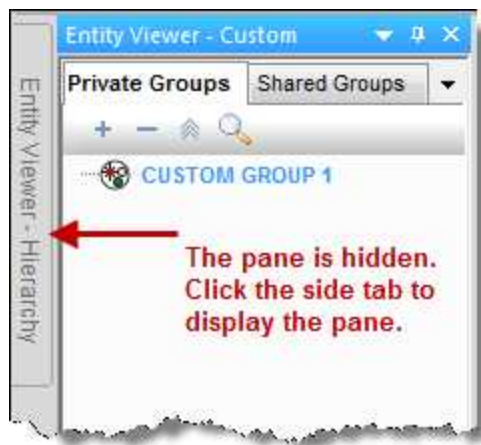 Entity Viewer - Custom
Private Groups
Shared Groups
CUSTOM GROUP 1
Entity Viewer - Hierarchy
The pane is hidden.
Click the side tab to
display the pane.